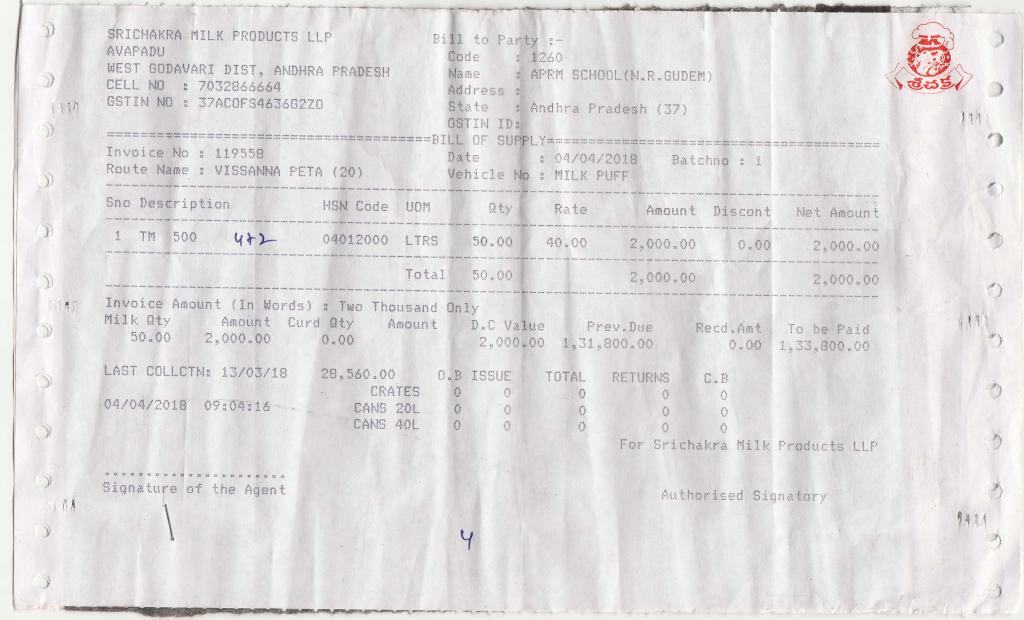 SRICHAKRA MILK PRODUCTS LLP
AVAPADU
WEST GODAVARI DIST, ANDHRA PRADESH
CELL NO : 7032866664
GSTIN NO : 37ACOFS4636G2Z0
Bill to Party :-
Code : 1260
Name : APRM SCHOOL(N.R.GUDEM)
Address :
State : Andhra Pradesh (37)
GSTIN ID:
శ్రీచక్ర
BILL OF SUPPLY
Invoice No : 119558
Route Name : VISSANNA PETA (20)
Date : 04/04/2018 Batchno : 1
Vehicle No : MILK PUFF
Sno Description HSN Code UOM Qty Rate Amount Discont Net Amount
1 TM 500 4+2 04012000 LTRS 50.00 40.00 2,000.00 0.00 2,000.00
Total 50.00 2,000.00 2,000.00
Invoice Amount (In Words) : Two Thousand Only
Milk Qty Amount Curd Qty Amount D.C Value Prev.Due Recd.Amt To be Paid
50.00 2,000.00 0.00 2,000.00 1,31,800.00 0.00 1,33,800.00
LAST COLLCTN: 13/03/18 28,560.00 O.B ISSUE TOTAL RETURNS C.B
CRATES 0 0 0 0 0
04/04/2018 09:04:16 CANS 20L 0 0 0 0 0
CANS 40L 0 0 0 0 0
For Srichakra Milk Products LLP
Signature of the Agent
Authorised Signatory
4